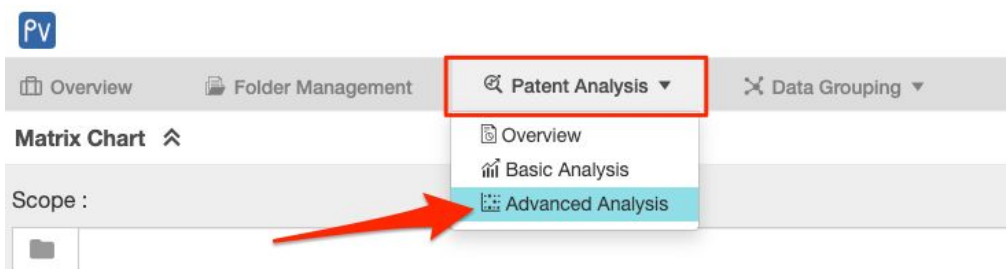 PV
Overview
Folder Management
Patent Analysis ▼
Data Grouping ▼
Matrix Chart
Overview
Basic Analysis
Advanced Analysis
Scope :